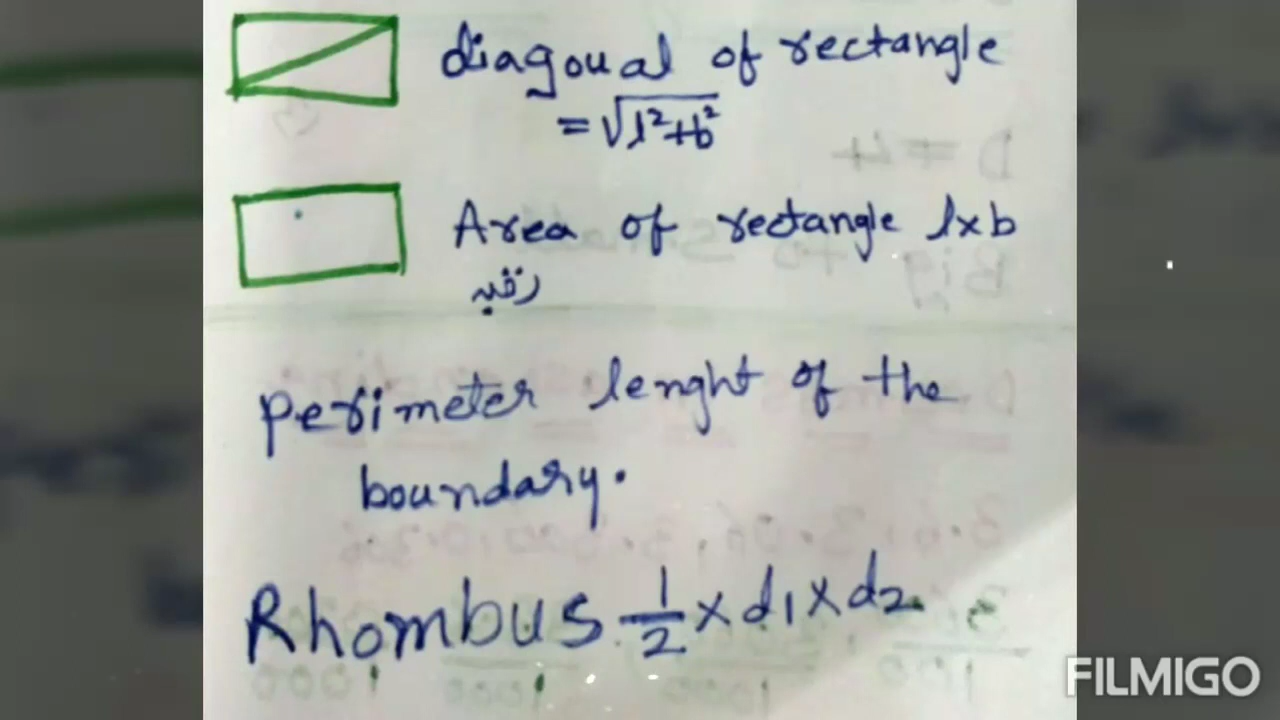 diagoual of rectangle
= √l²+b²
Area of rectangle l×b
رقبہ
perimeter lenght of the
boundary.
Rhombus 1/2 × d1 × d2
FILMIGO